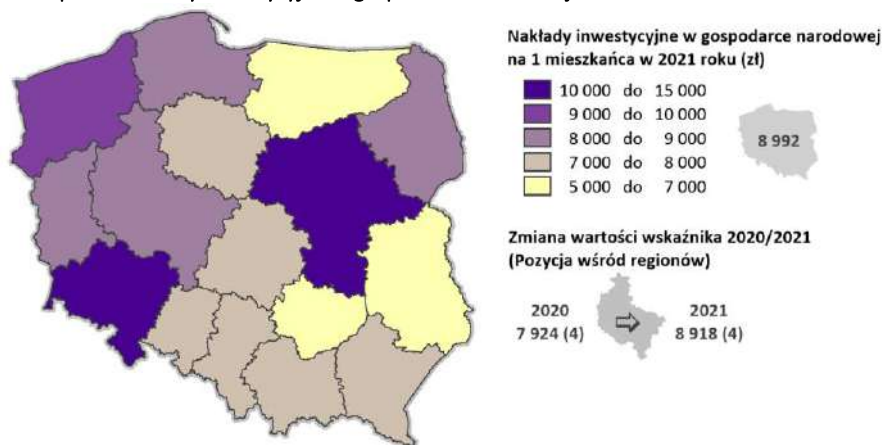 Nakłady inwestycyjne w gospodarce narodowej
na 1 mieszkańca w 2021 roku (zł)
10 000 do 15 000
9 000 do 10 000
8 000 do 9 000
7 000 do 8 000
5 000 do 7 000
8 992
Zmiana wartości wskaźnika 2020/2021
(Pozycja wśród regionów)
2020
7 924 (4)
2021
8 918 (4)